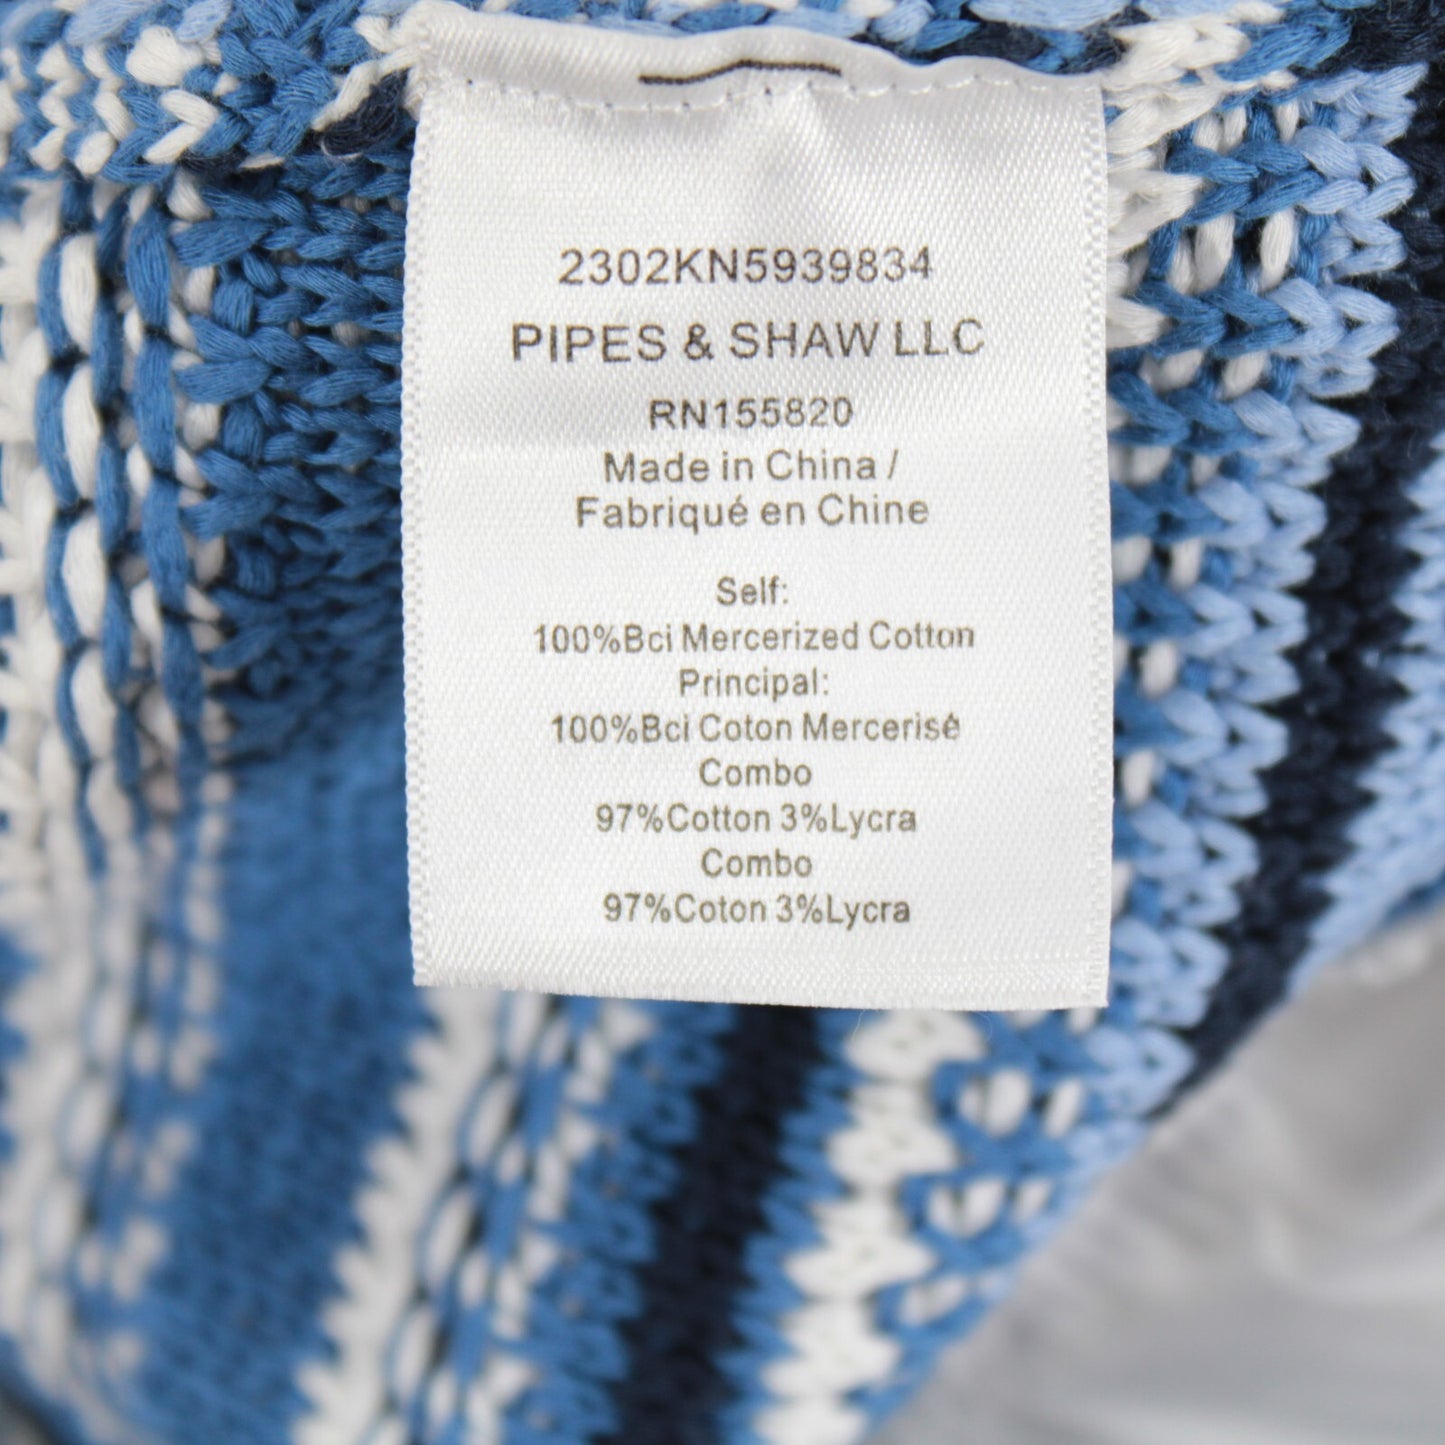 2302KN5939834
PIPES & SHAW LLC
RN155820
Made in China /
Fabriqué en Chine
Self:
100%Bci Mercerized Cotton
Principal:
100%Bci Coton Mercerisé
Combo
97%Cotton 3%Lycra
Combo
97%Coton 3%Lycra